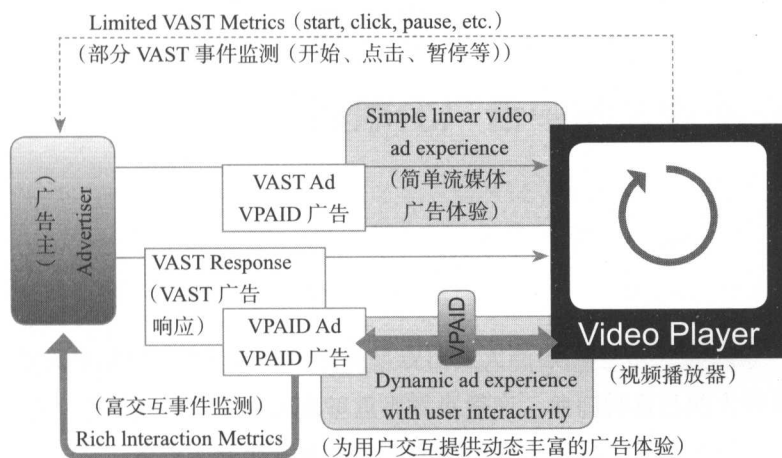 Limited VAST Metrics (start, click, pause, etc.)
(部分 VAST 事件监测 (开始、点击、暂停等))
Simple linear video
ad experience
(简单流媒体
广告体验)
VAST Ad
VPAID 广告
(广告主)
Advertiser
VAST Response
(VAST 广告
响应)
VPAID Ad
VPAID 广告
VPAID
Video Player
(视频播放器)
Dynamic ad experience
with user interactivity
(为用户交互提供动态丰富的广告体验)
(富交互事件监测)
Rich Interaction Metrics